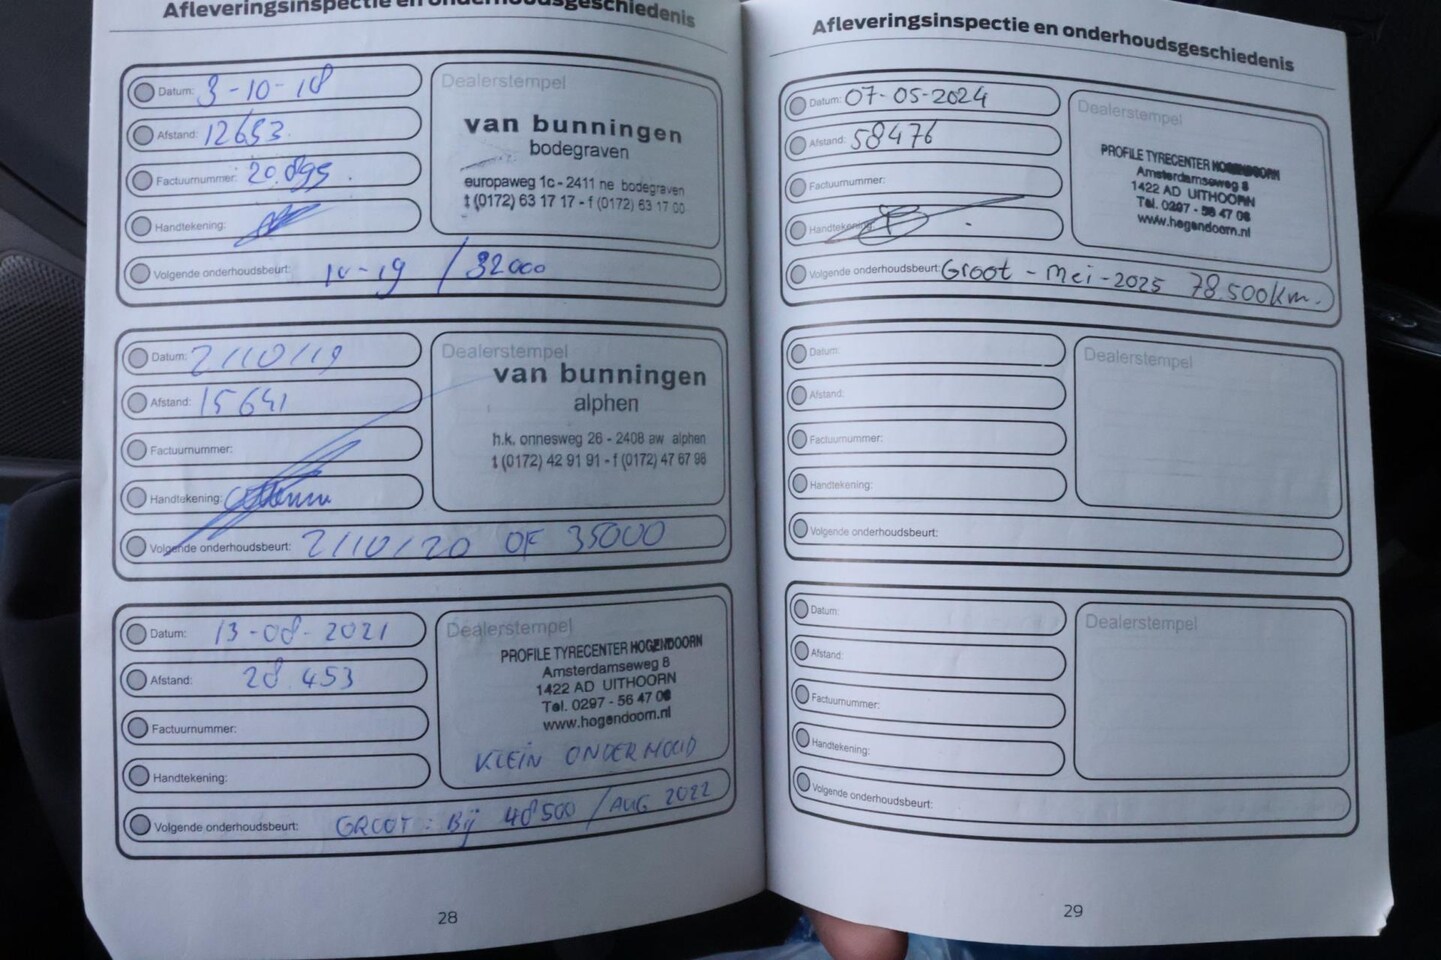 Afleveringsinspectie en onderhoudsgeschiedenis
Datum: 3-10-18
Afstand: 12653
Factuurnummer: 20.895.
Handtekening:
Volgende onderhoudsbeurt: 10-19 / 32000
Dealerstempel
van bunningen
bodegraven
europaweg 1c - 2411 ne bodegraven
t (0172) 63 17 17 - f (0172) 63 17 00
Datum: 2/10/19
Afstand: 15641
Factuurnummer:
Handtekening:
Volgende onderhoudsbeurt: 2/10/20 OF 35000
Dealerstempel
van bunningen
alphen
h.k. onnesweg 26 - 2408 aw alphen
t (0172) 42 91 91 - f (0172) 47 67 98
Datum: 13-08-2021
Afstand: 28.453
Factuurnummer:
Handtekening:
Volgende onderhoudsbeurt: GROOT: Bij 48500 / AUG 2022
Dealerstempel
PROFILE TYRECENTER HOGENDOORN
Amsterdamseweg 8
1422 AD UITHOORN
Tel. 0297 - 56 47 08
www.hogendoorn.nl
KLEIN ONDERHOUD
28
Afleveringsinspectie en onderhoudsgeschiedenis
Datum: 07-05-2024
Afstand: 58476
Factuurnummer:
Handtekening:
Volgende onderhoudsbeurt: Groot - Mei - 2025 78.500km.
Dealerstempel
PROFILE TYRECENTER HOGENDOORN
Amsterdamseweg 8
1422 AD UITHOORN
Tel. 0297 - 56 47 08
www.hogendoorn.nl
Datum:
Afstand:
Factuurnummer:
Handtekening:
Volgende onderhoudsbeurt:
Dealerstempel
Datum:
Afstand:
Factuurnummer:
Handtekening:
Volgende onderhoudsbeurt:
Dealerstempel
29